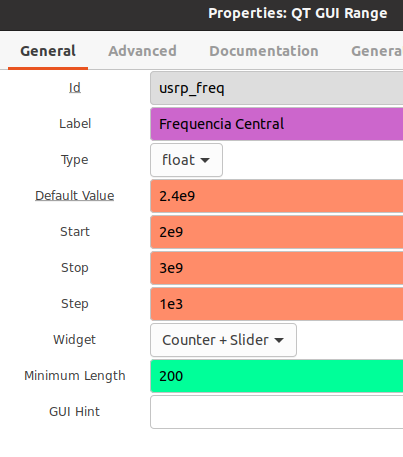 Properties: QT GUI Range
General Advanced Documentation Genera
Id usrp_freq
Label Frequencia Central
Type float
Default Value 2.4e9
Start 2e9
Stop 3e9
Step 1e3
Widget Counter + Slider
Minimum Length 200
GUI Hint